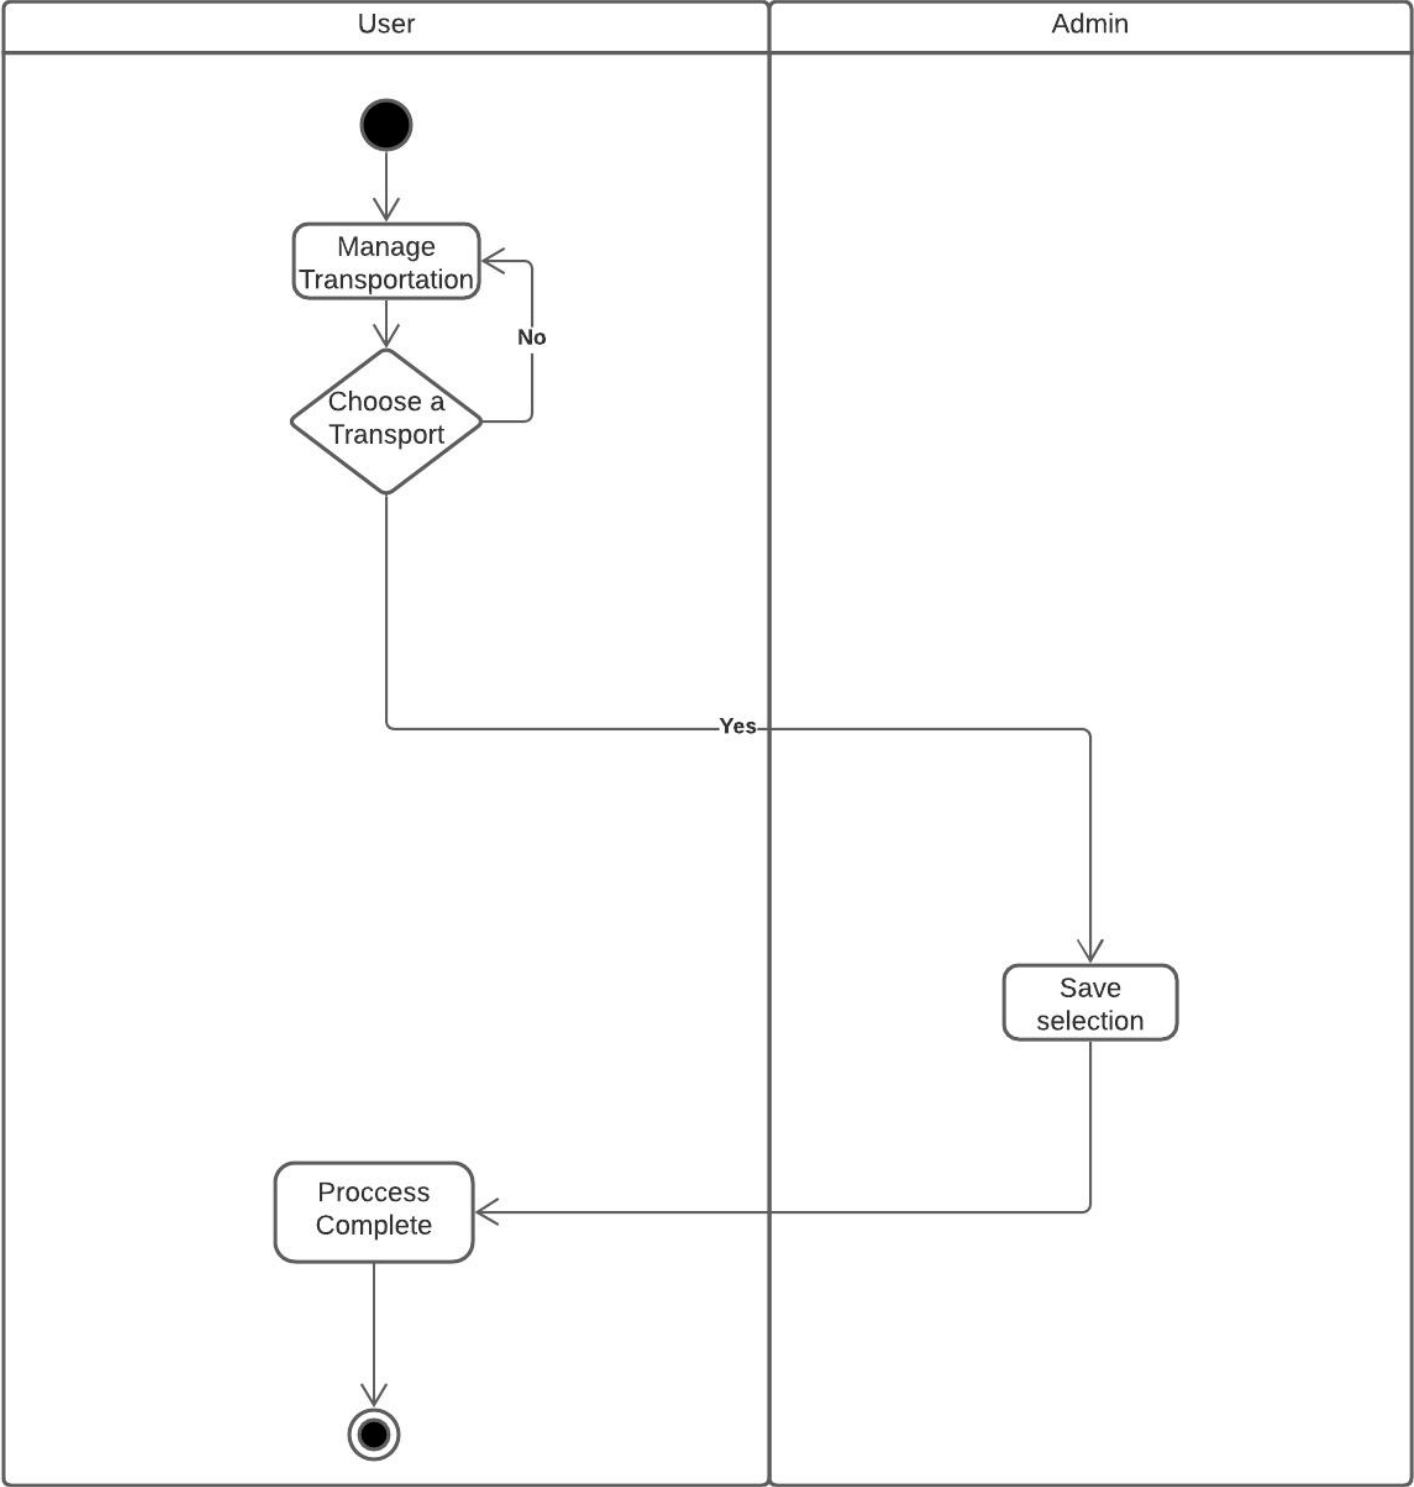 User
Admin
Manage
Transportation
No
Choose a
Transport
Yes
Save
selection
Proccess
Complete